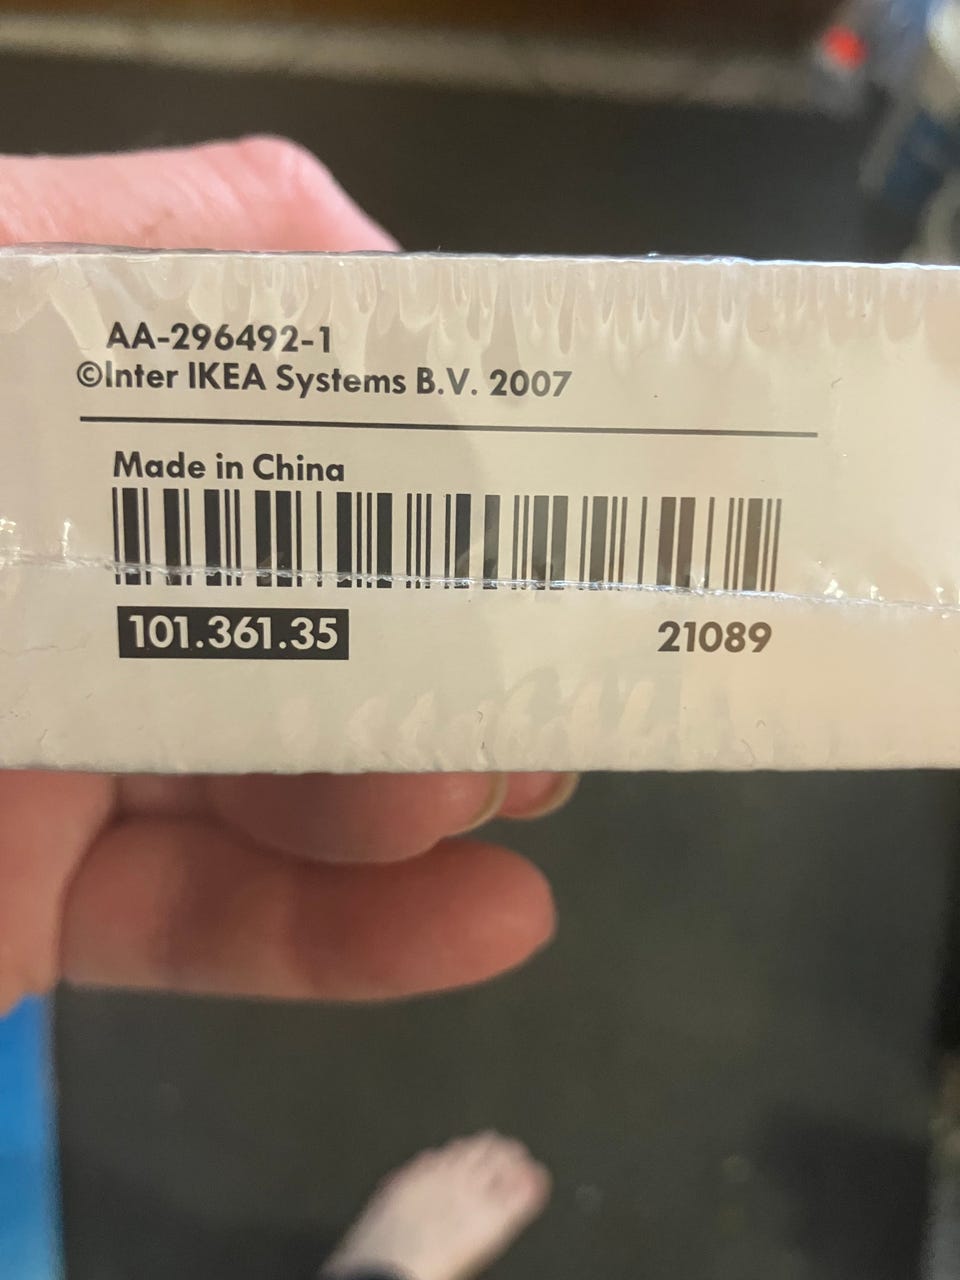 AA-296492-1
©Inter IKEA Systems B.V. 2007
Made in China
101.361.35 21089